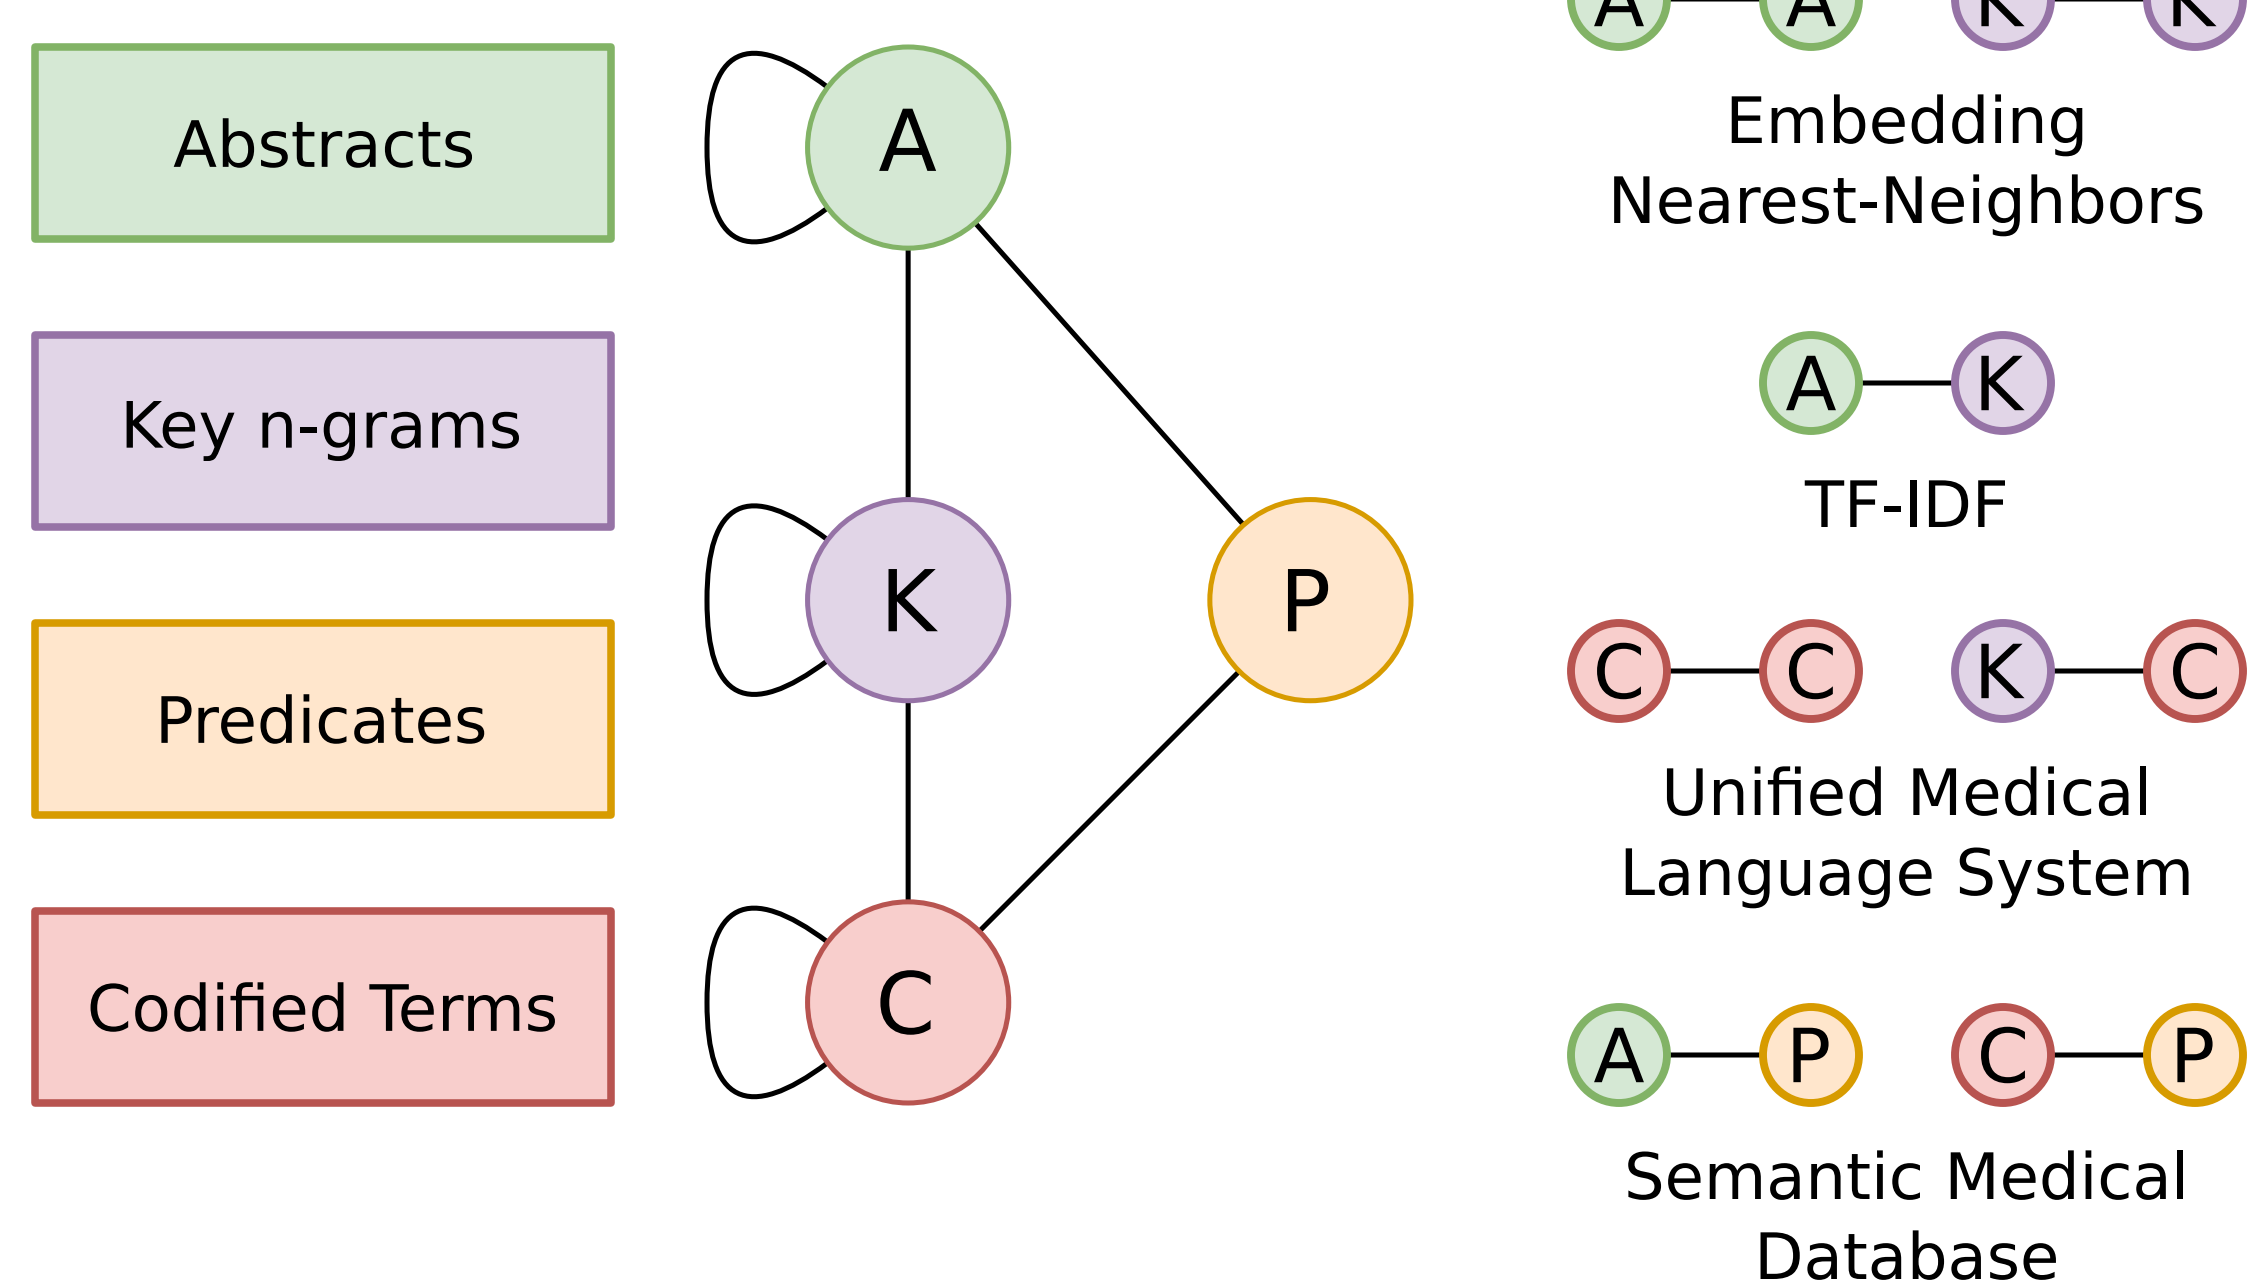 Abstracts
Key n-grams
Predicates
Codified Terms
A
K
P
C
A A K K
Embedding
Nearest-Neighbors
A K
TF-IDF
C C K C
Unified Medical
Language System
A P C P
Semantic Medical
Database